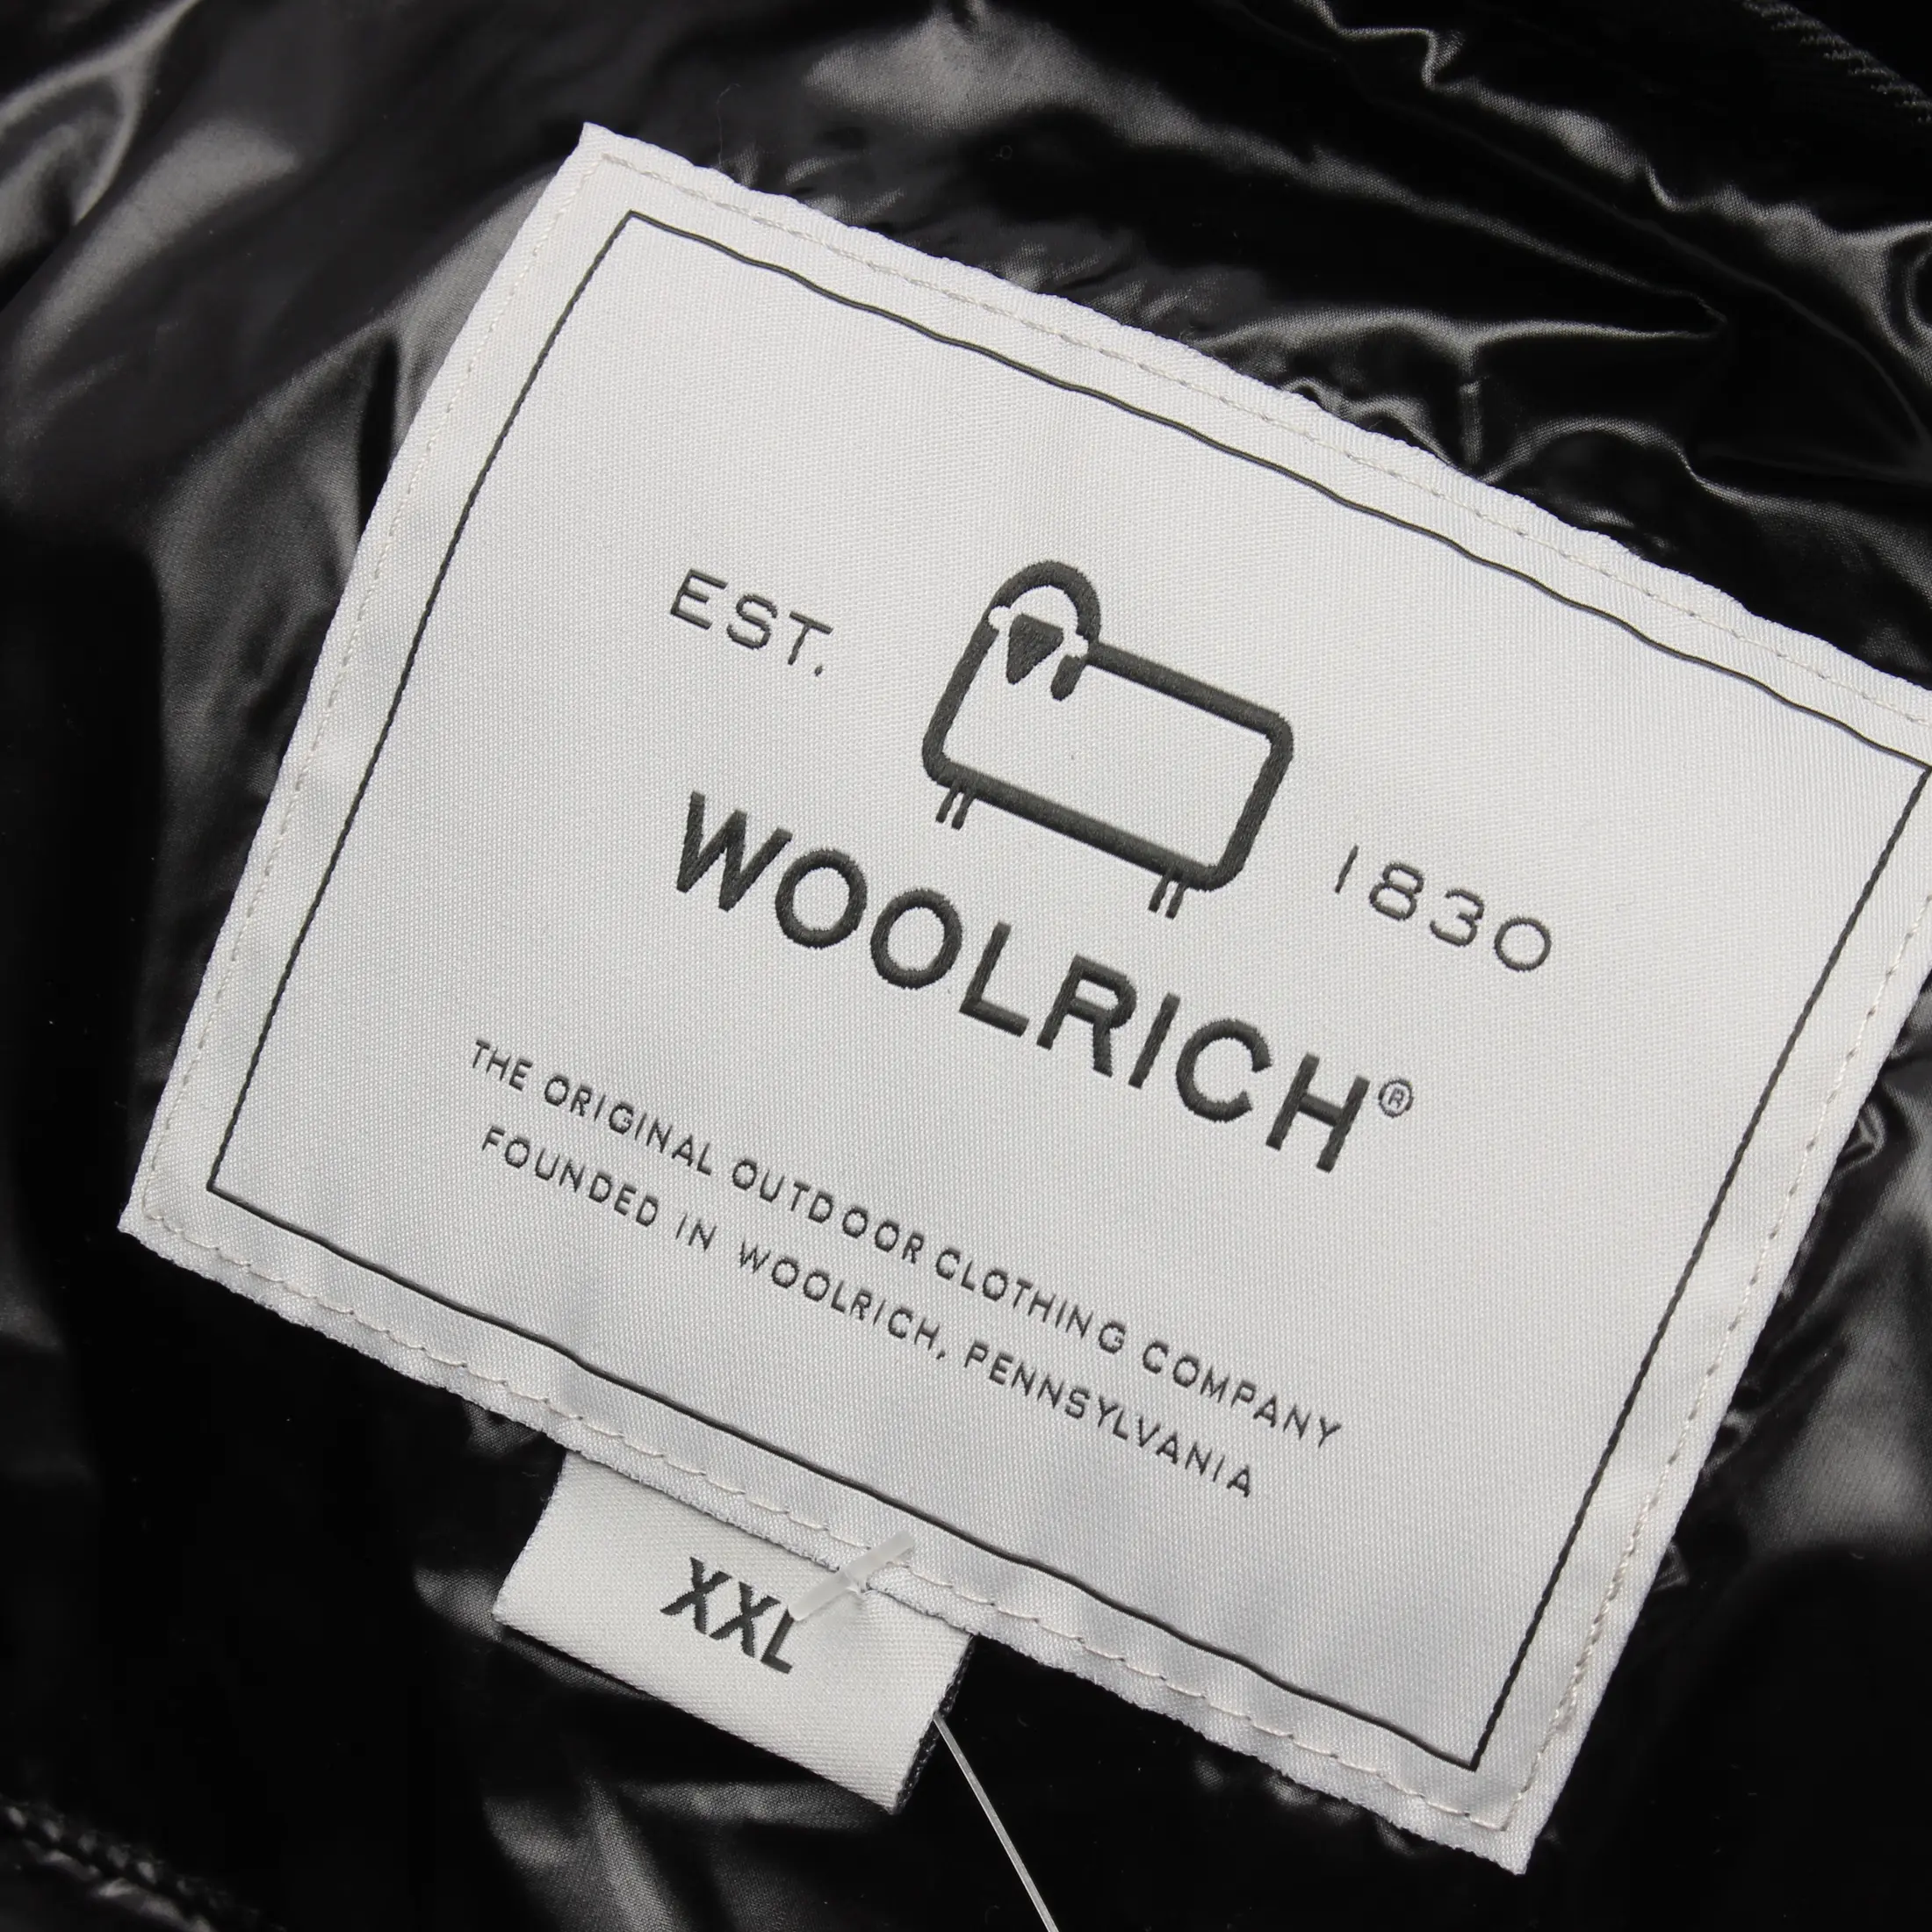 EST. 1830
WOOLRICH®
THE ORIGINAL OUTDOOR CLOTHING COMPANY
FOUNDED IN WOOLRICH, PENNSYLVANIA
XXL